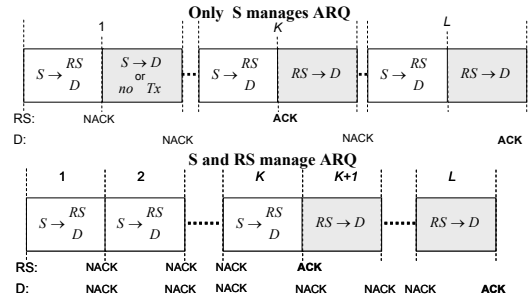 Only S manages ARQ
1 K L
S → RS D S → D or no Tx S → RS D RS → D S → RS D RS → D
RS: NACK ACK
D: NACK NACK ACK
S and RS manage ARQ
1 2 K K+1 L
S → RS D S → RS D S → RS D RS → D RS → D
RS: NACK NACK NACK ACK
D: NACK NACK NACK NACK NACK NACK ACK